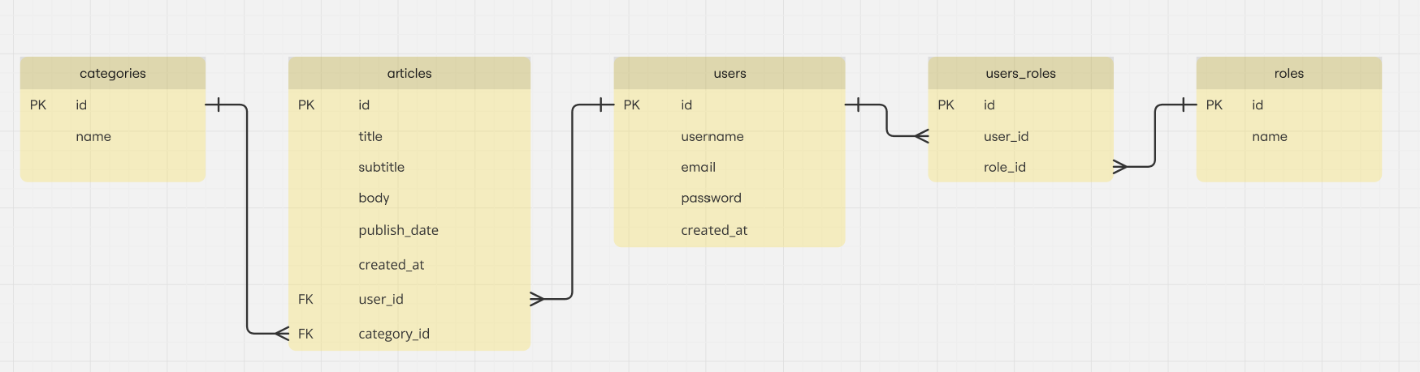 categories
PK id
name
articles
PK id
title
subtitle
body
publish_date
created_at
FK user_id
FK category_id
users
PK id
username
email
password
created_at
users_roles
PK id
user_id
role_id
roles
PK id
name